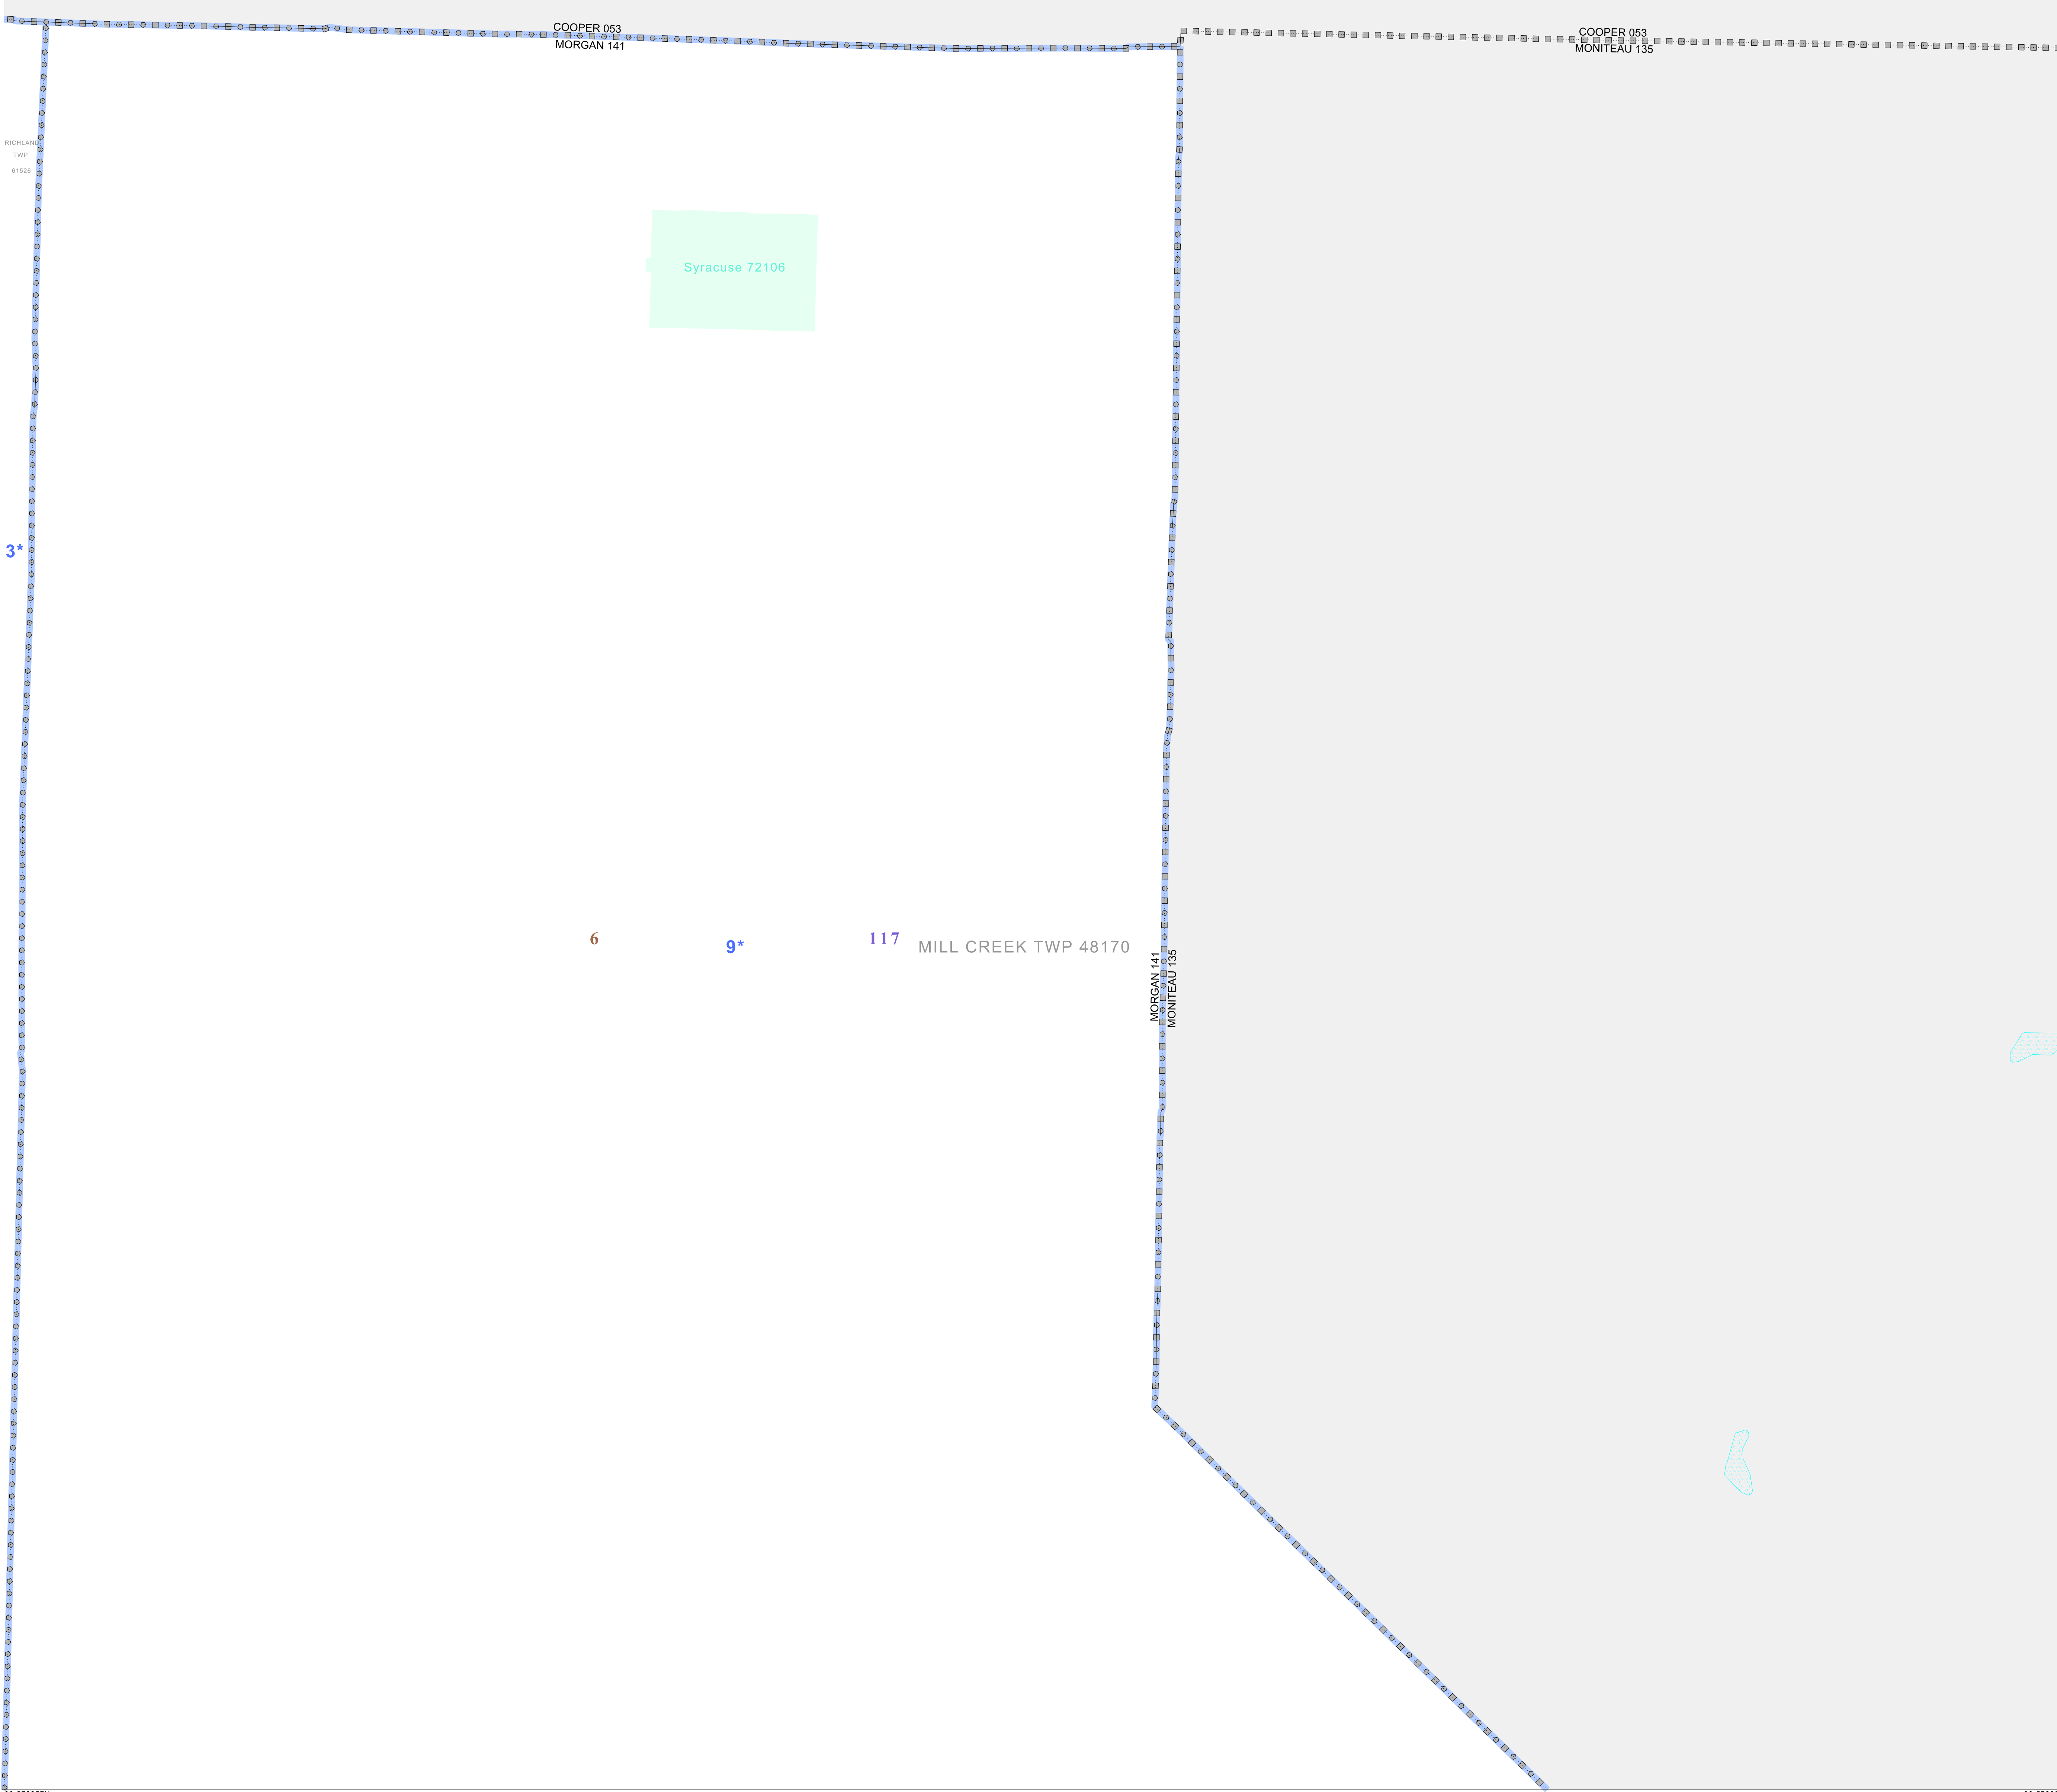 COOPER 053
MORGAN 141
COOPER 053
MONITEAU 135
RICHLAND
TWP
61526
Syracuse 72106
3*
6
9*
117
MILL CREEK TWP 48170
MORGAN 141
MONITEAU 135